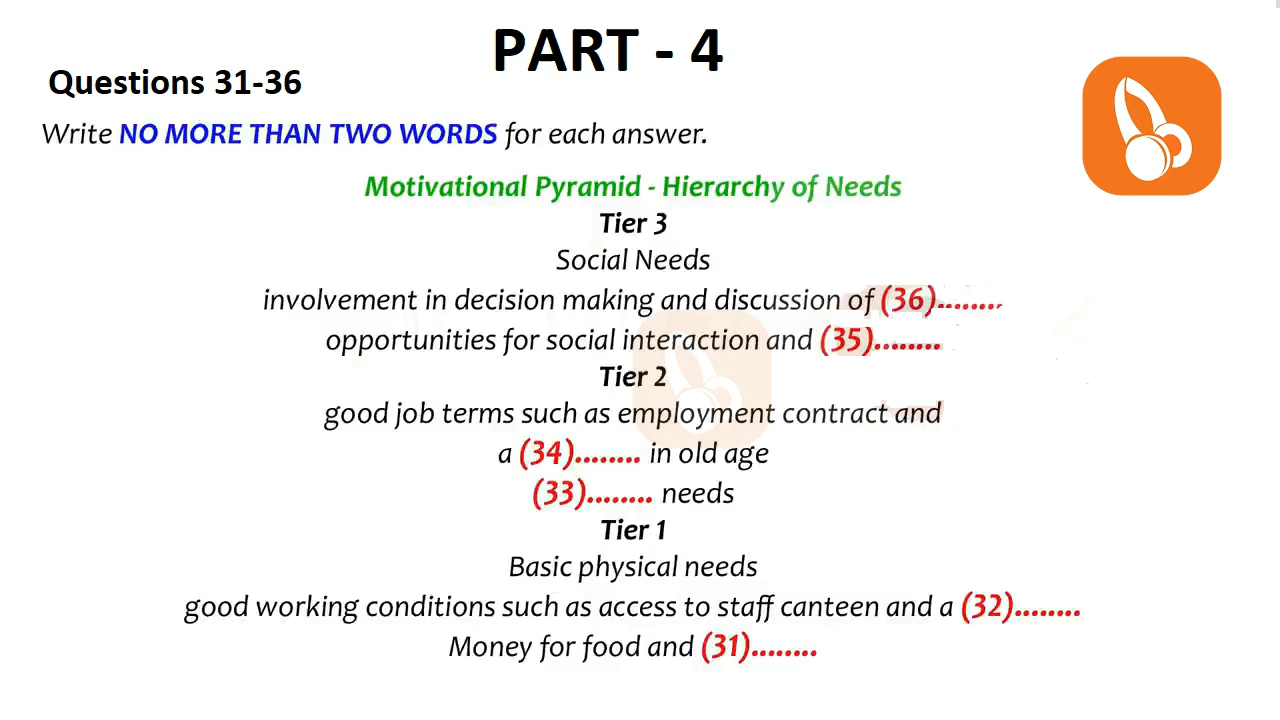 PART - 4
Questions 31-36
Write NO MORE THAN TWO WORDS for each answer.
Motivational Pyramid - Hierarchy of Needs
Tier 3
Social Needs
involvement in decision making and discussion of (36)........
opportunities for social interaction and (35)........
Tier 2
good job terms such as employment contract and
a (34)........ in old age
(33)........ needs
Tier 1
Basic physical needs
good working conditions such as access to staff canteen and a (32)........
Money for food and (31)........